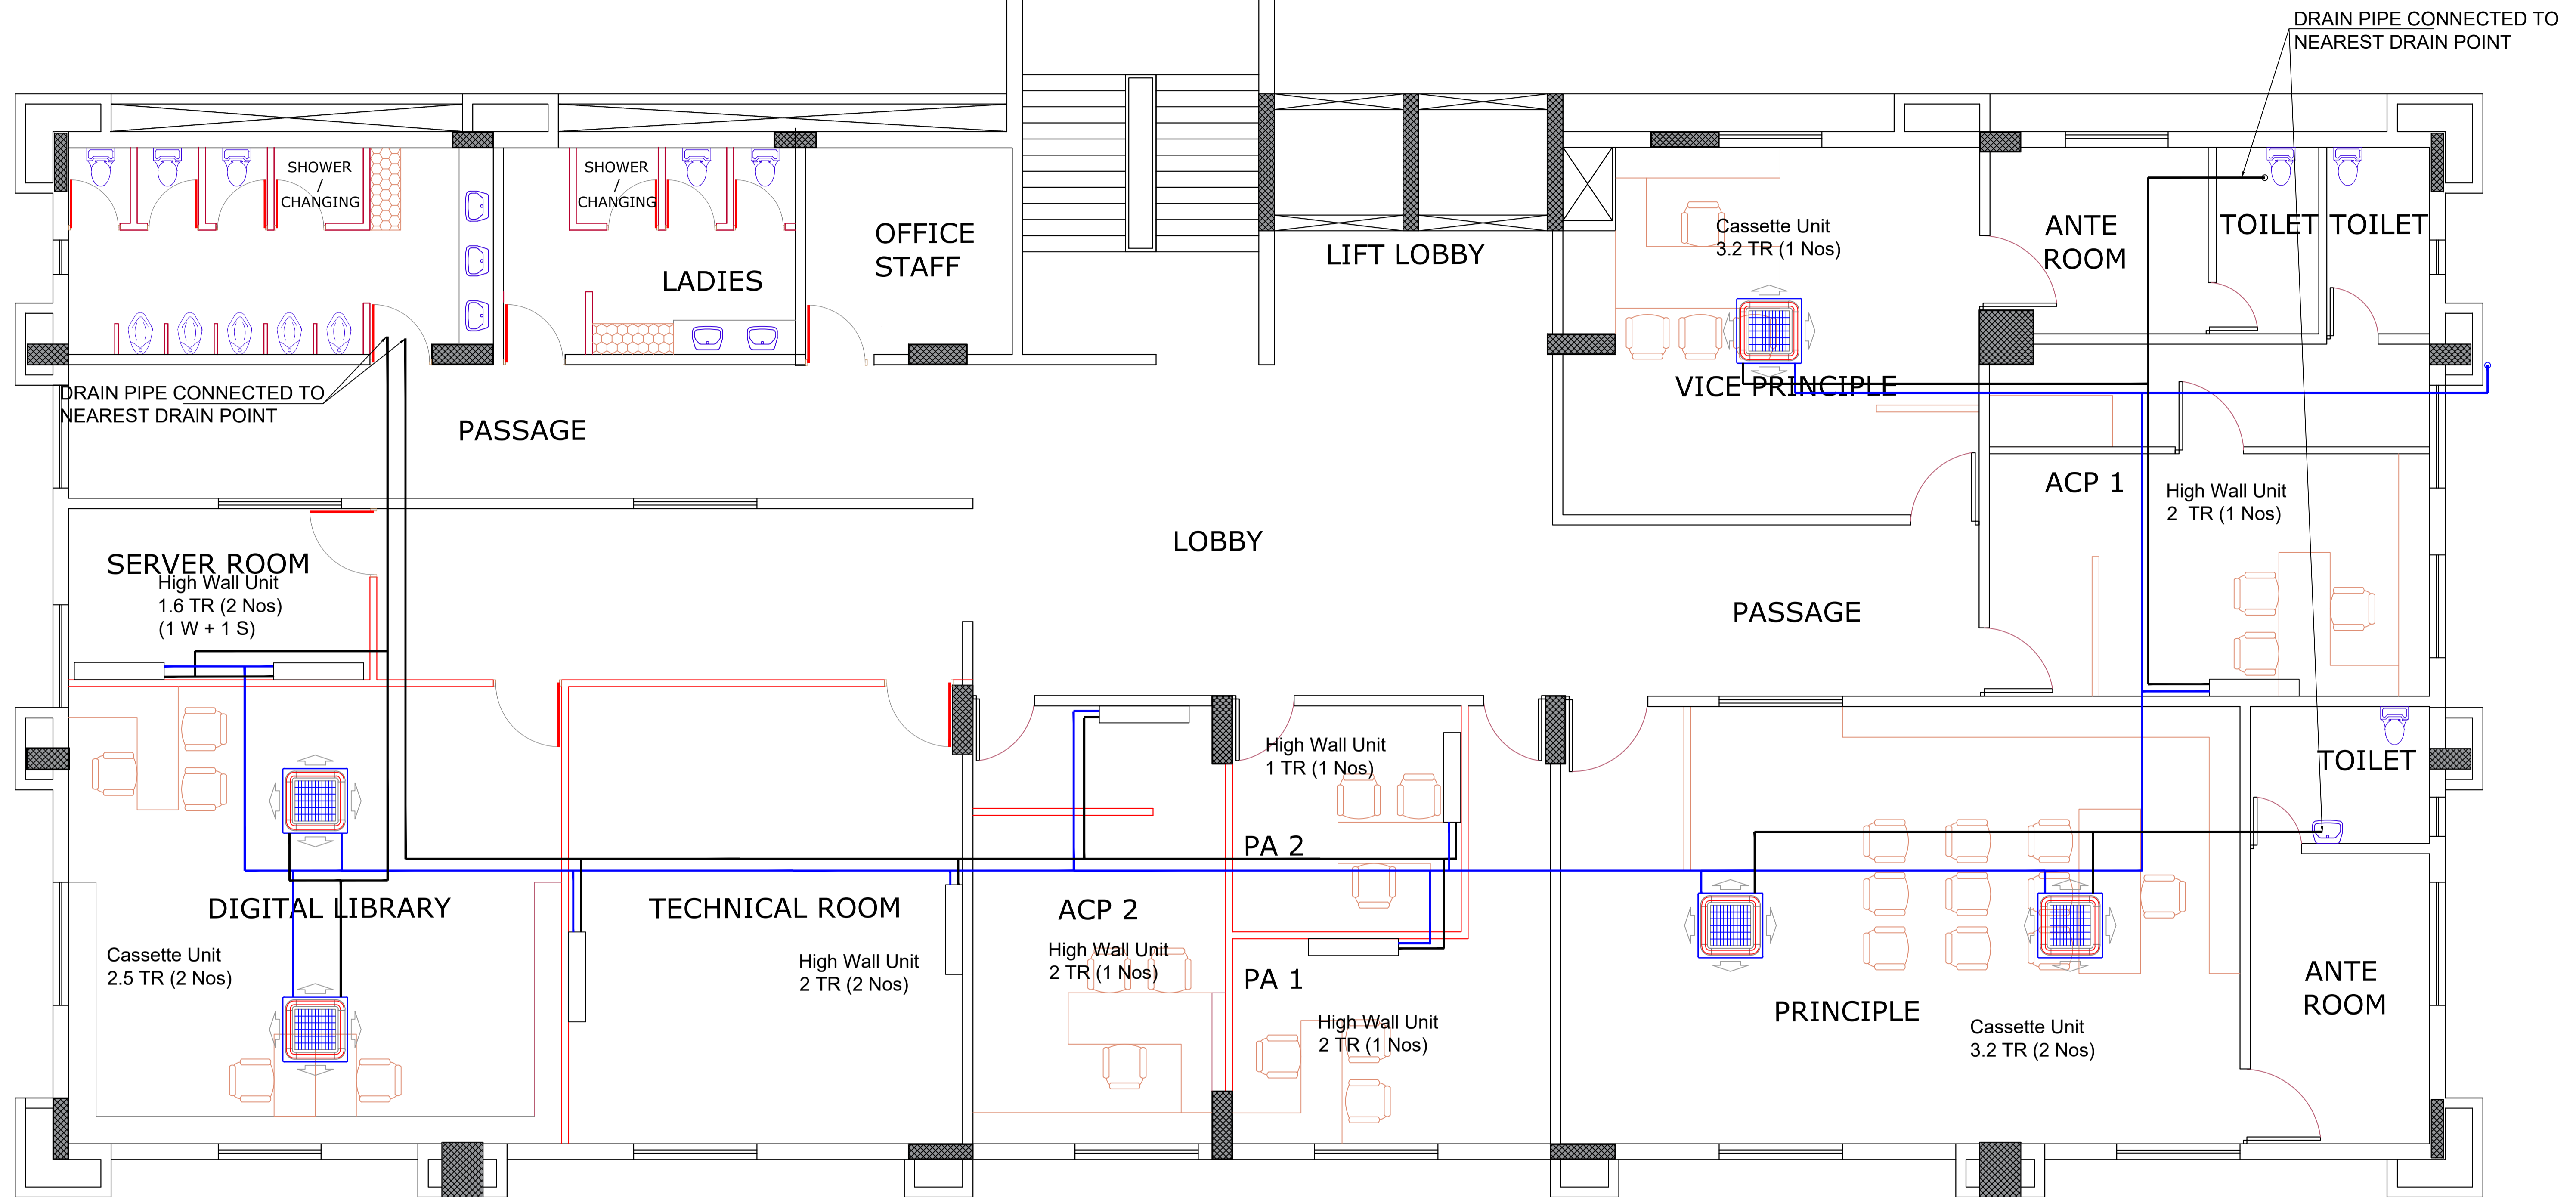 DRAIN PIPE CONNECTED TO
NEAREST DRAIN POINT
SHOWER
/
CHANGING
SHOWER
/
CHANGING
LADIES
OFFICE
STAFF
LIFT LOBBY
Cassette Unit
3.2 TR (1 Nos)
VICE PRINCIPLE
ANTE
ROOM
TOILET
TOILET
DRAIN PIPE CONNECTED TO
NEAREST DRAIN POINT
PASSAGE
ACP 1
High Wall Unit
2 TR (1 Nos)
LOBBY
SERVER ROOM
High Wall Unit
1.6 TR (2 Nos)
(1 W + 1 S)
PASSAGE
High Wall Unit
1 TR (1 Nos)
PA 2
TOILET
DIGITAL LIBRARY
Cassette Unit
2.5 TR (2 Nos)
TECHNICAL ROOM
High Wall Unit
2 TR (2 Nos)
ACP 2
High Wall Unit
2 TR (1 Nos)
PA 1
High Wall Unit
2 TR (1 Nos)
PRINCIPLE
Cassette Unit
3.2 TR (2 Nos)
ANTE
ROOM